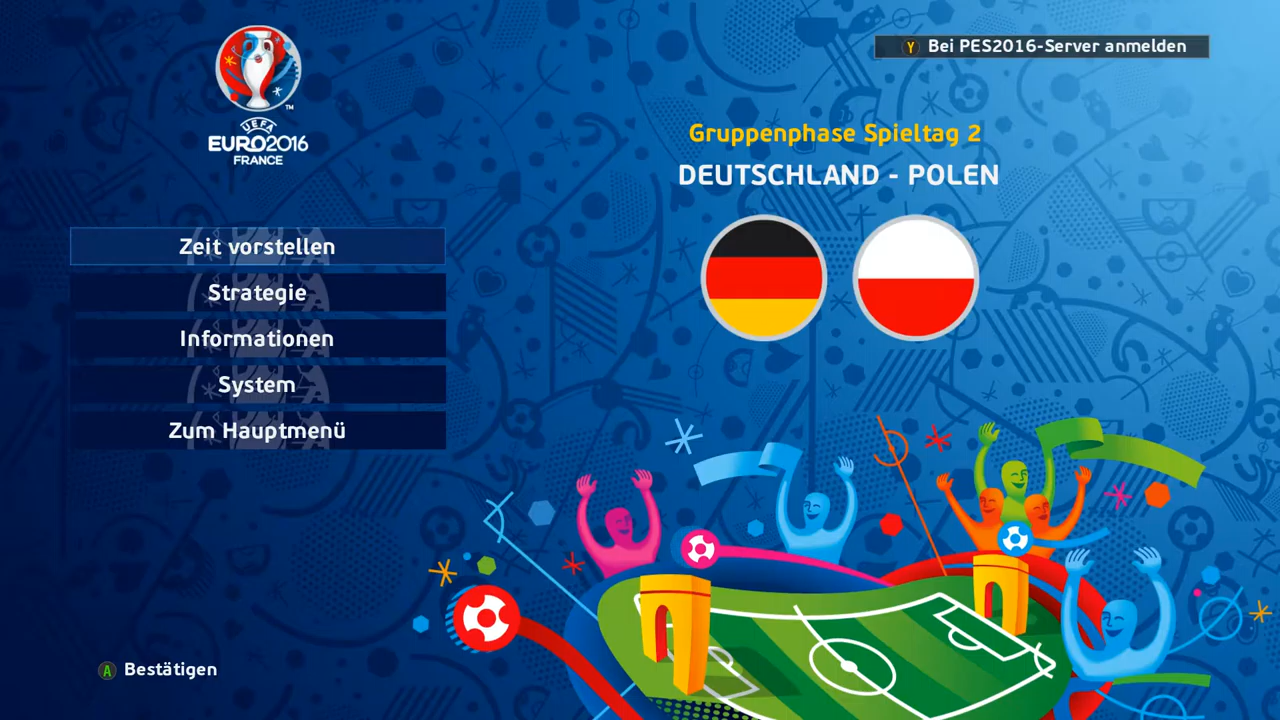 UEFA
EURO2016
FRANCE
TM
Y Bei PES2016-Server anmelden
Gruppenphase Spieltag 2
DEUTSCHLAND - POLEN
Zeit vorstellen
Strategie
Informationen
System
Zum Hauptmenü
A Bestätigen